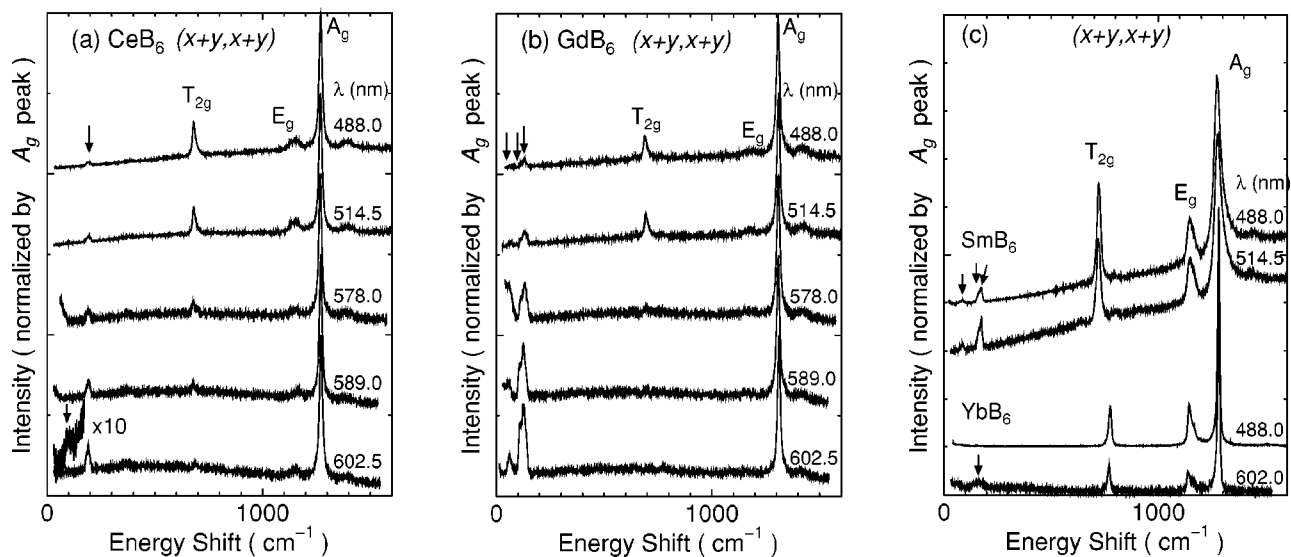 (a) CeB6 (x+y,x+y)
Ag
λ (nm)
T2g
Eg
488.0
514.5
578.0
589.0
x10
602.5
0
1000
Energy Shift ( cm−1 )
Intensity ( normalized by Ag peak )
(b) GdB6 (x+y,x+y)
Ag
λ (nm)
T2g
Eg
488.0
514.5
578.0
589.0
602.5
0
1000
Energy Shift ( cm−1 )
Intensity ( normalized by Ag peak )
(c)
(x+y,x+y)
Ag
T2g
Eg
λ (nm)
488.0
SmB6
514.5
YbB6
488.0
602.0
0
1000
Energy Shift ( cm−1 )
Intensity ( normalized by Ag peak )